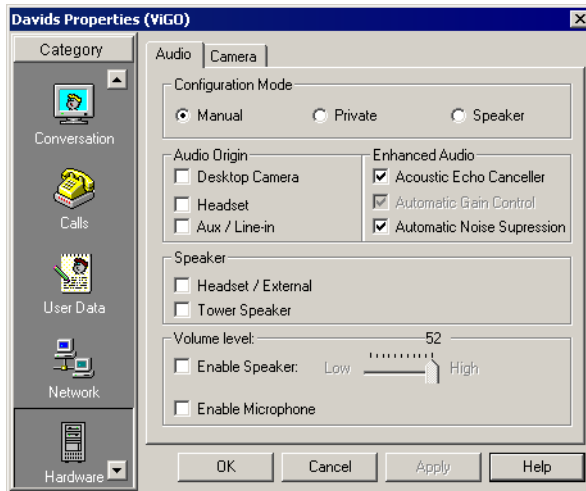 Davids Properties (ViGO)
Category
Conversation
Calls
User Data
Network
Hardware
Audio Camera
Configuration Mode
Manual Private Speaker
Audio Origin Enhanced Audio
Desktop Camera Acoustic Echo Canceller
Headset Automatic Gain Control
Aux / Line-in Automatic Noise Supression
Speaker
Headset / External
Tower Speaker
Volume level: 52
Enable Speaker: Low High
Enable Microphone
OK Cancel Apply Help